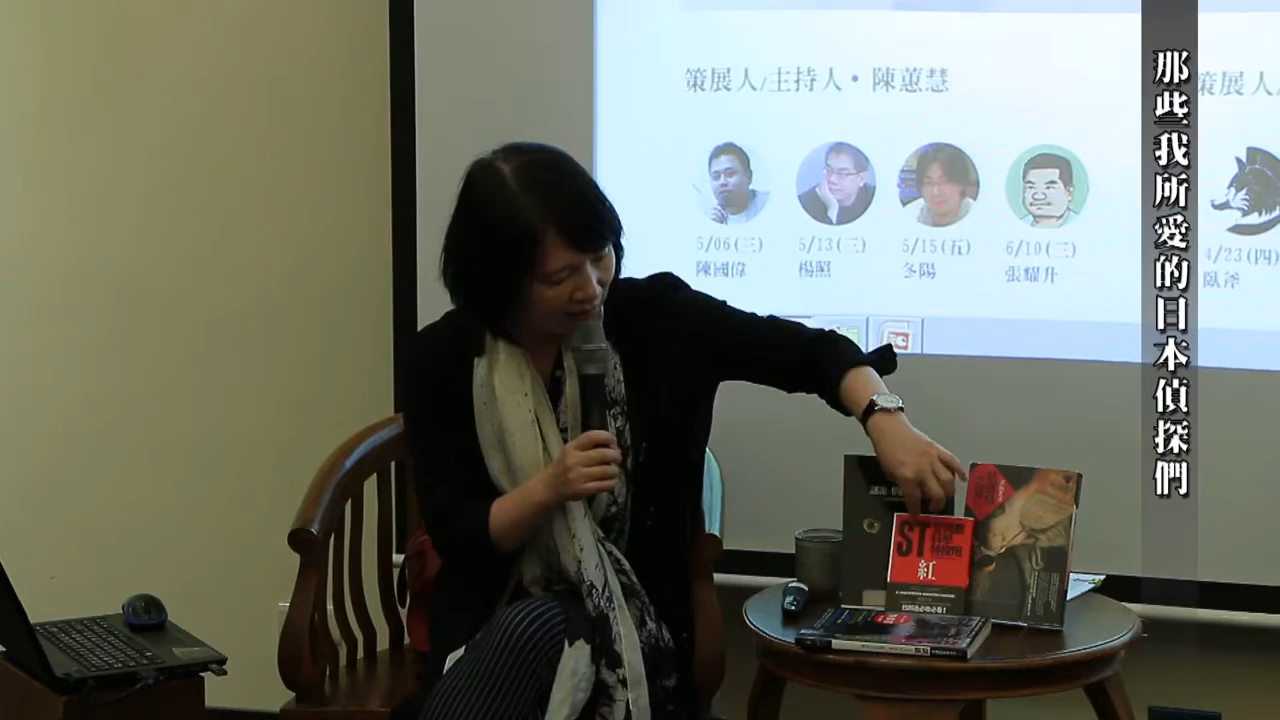 策展人/主持人•陳蕙慧
5/06(三)
陳國偉
5/13(三)
楊照
5/15(五)
冬陽
6/10(三)
張耀升
策展人
4/23(四)
臥斧
那些我所愛的日本偵探們
ST
紅